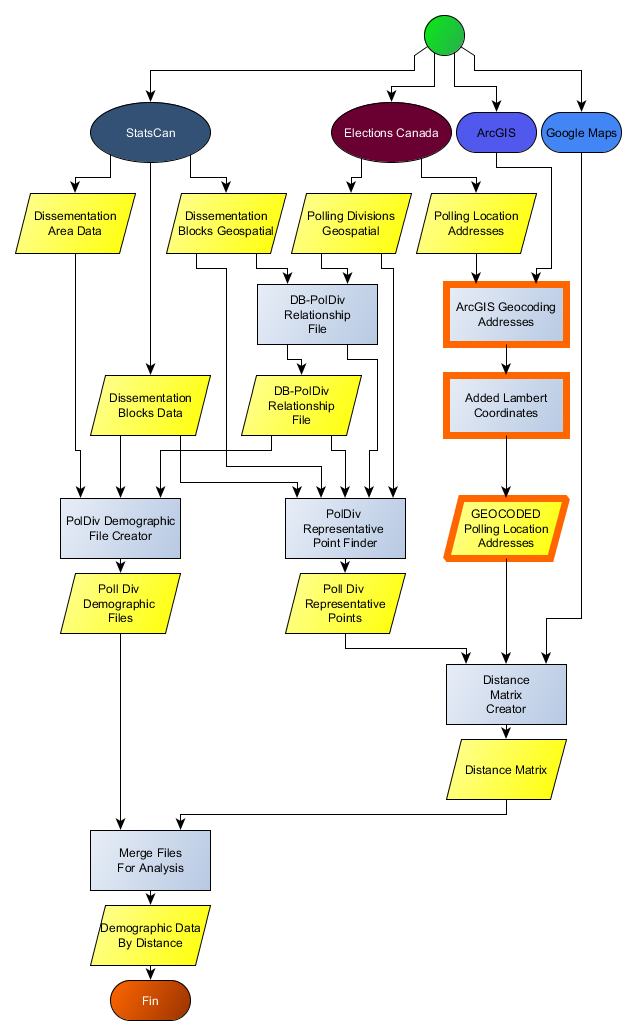 StatsCan
Elections Canada
ArcGIS
Google Maps
Dissementation
Area Data
Dissementation
Blocks Geospatial
Polling Divisions
Geospatial
Polling Location
Addresses
DB-PolDiv
Relationship
File
ArcGIS Geocoding
Addresses
Dissementation
Blocks Data
DB-PolDiv
Relationship
File
Added Lambert
Coordinates
PolDiv Demographic
File Creator
PolDiv
Representative
Point Finder
GEOCODED
Polling Location
Addresses
Poll Div
Demographic
Files
Poll Div
Representative
Points
Distance
Matrix
Creator
Distance Matrix
Merge Files
For Analysis
Demographic Data
By Distance
Fin